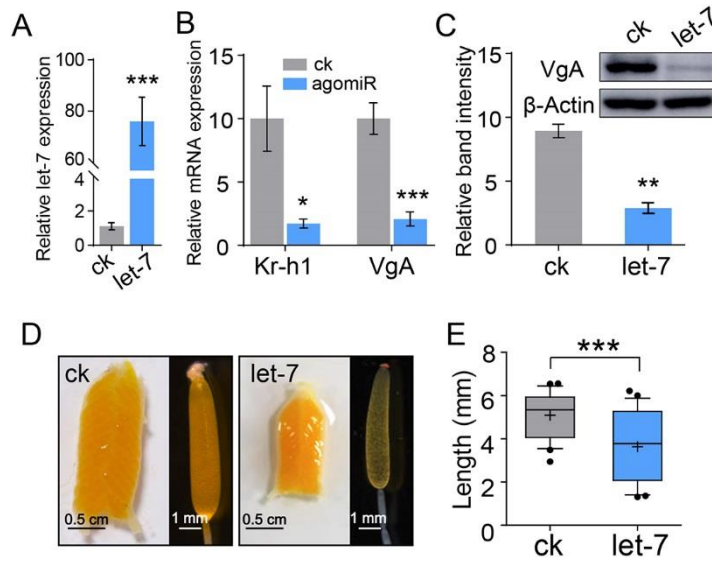 A
Relative let-7 expression
100
80
60
4
2
0
***
ck
let-7
B
Relative mRNA expression
15
10
5
0
ck
agomiR
*
***
Kr-h1
VgA
C
Relative band intensity
15
10
5
0
ck
let-7
VgA
β-Actin
**
ck
let-7
D
ck
0.5 cm
1 mm
let-7
0.5 cm
1 mm
E
Length (mm)
8
6
4
2
0
***
ck
let-7